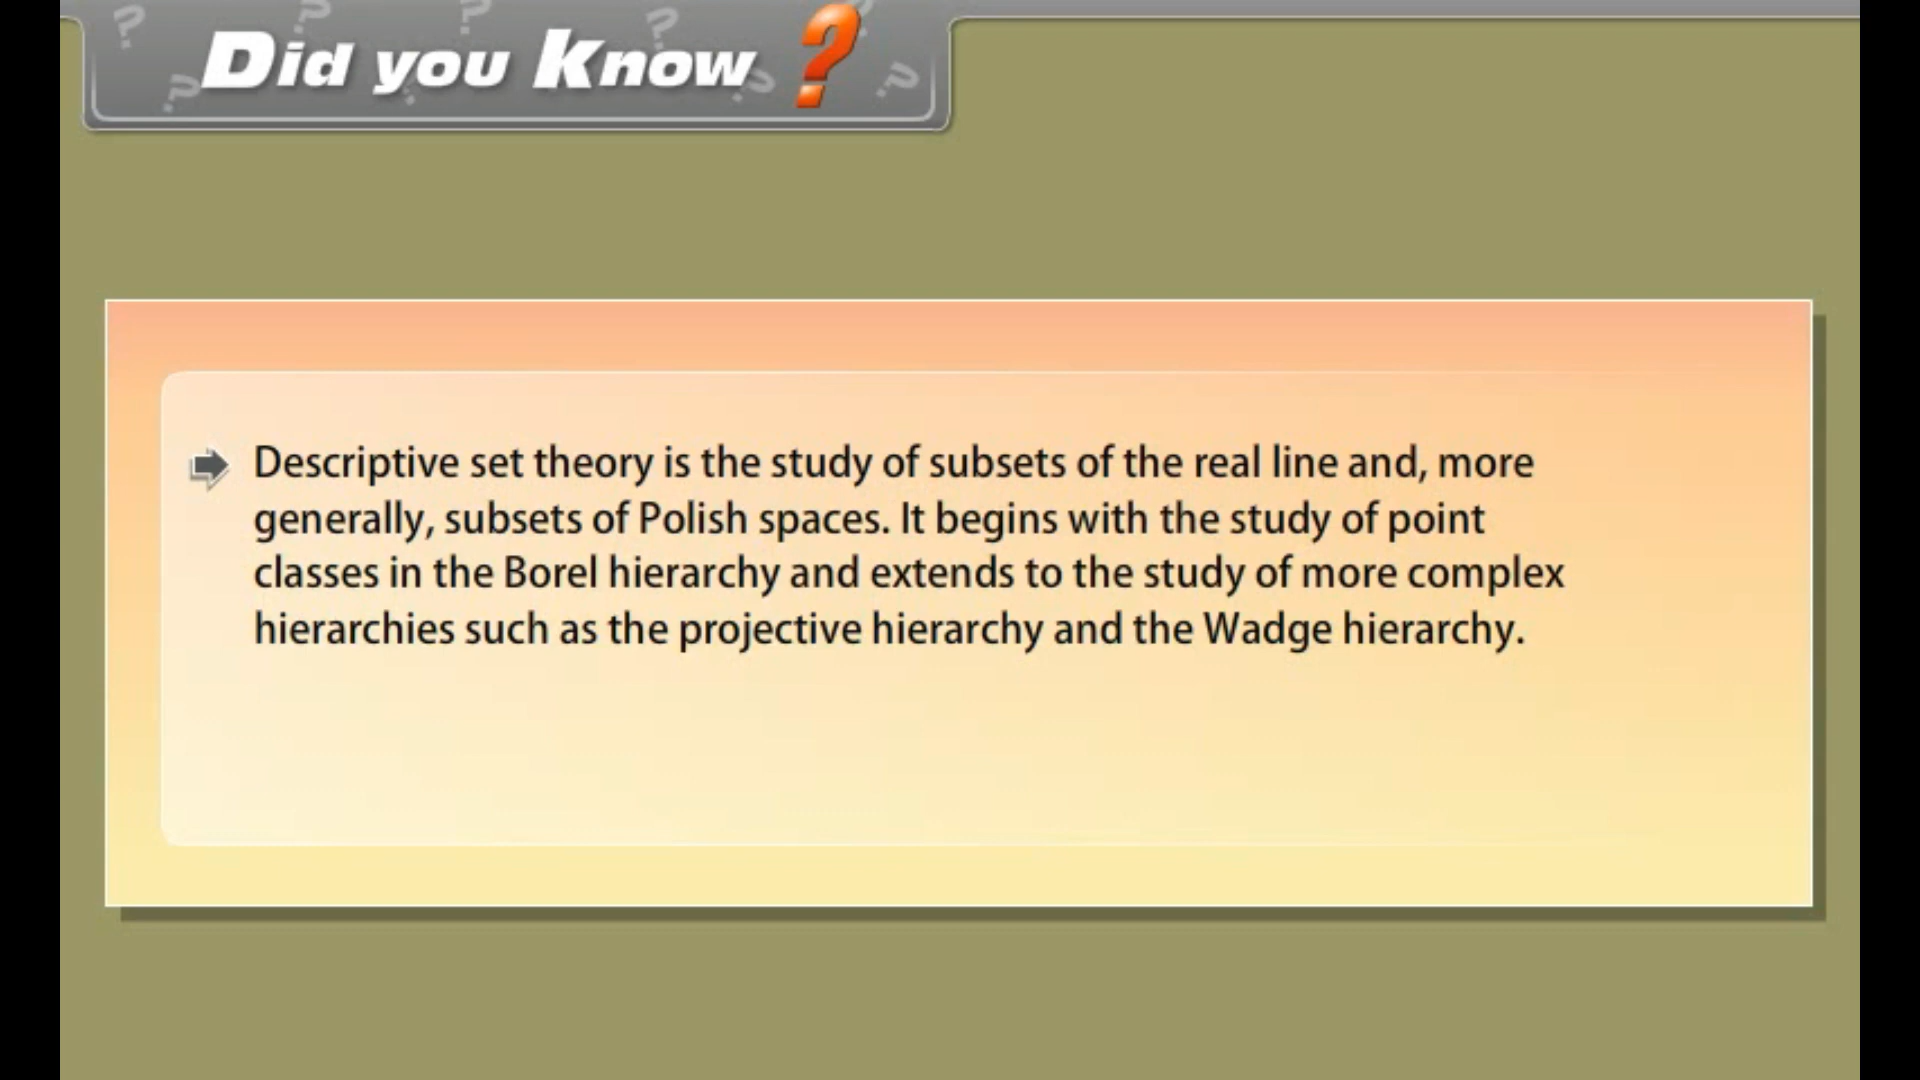 Did you Know ?
Descriptive set theory is the study of subsets of the real line and, more
generally, subsets of Polish spaces. It begins with the study of point
classes in the Borel hierarchy and extends to the study of more complex
hierarchies such as the projective hierarchy and the Wadge hierarchy.